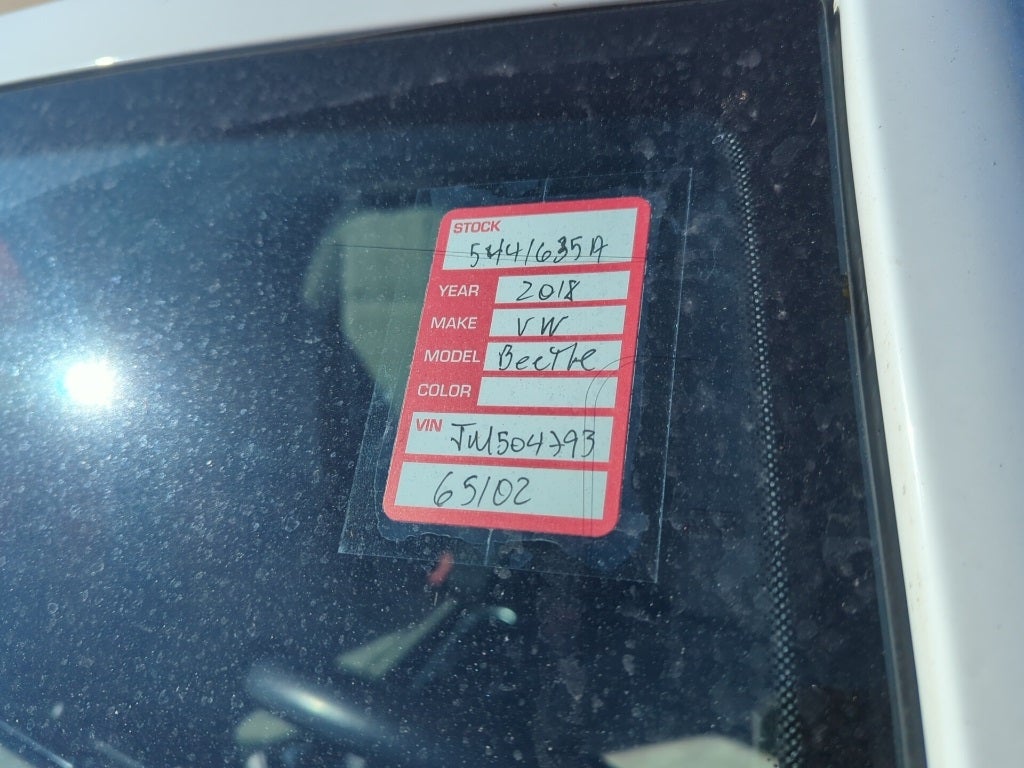 STOCK
5441635A
YEAR 2018
MAKE VW
MODEL Beetle
COLOR
VIN JM504793
65102